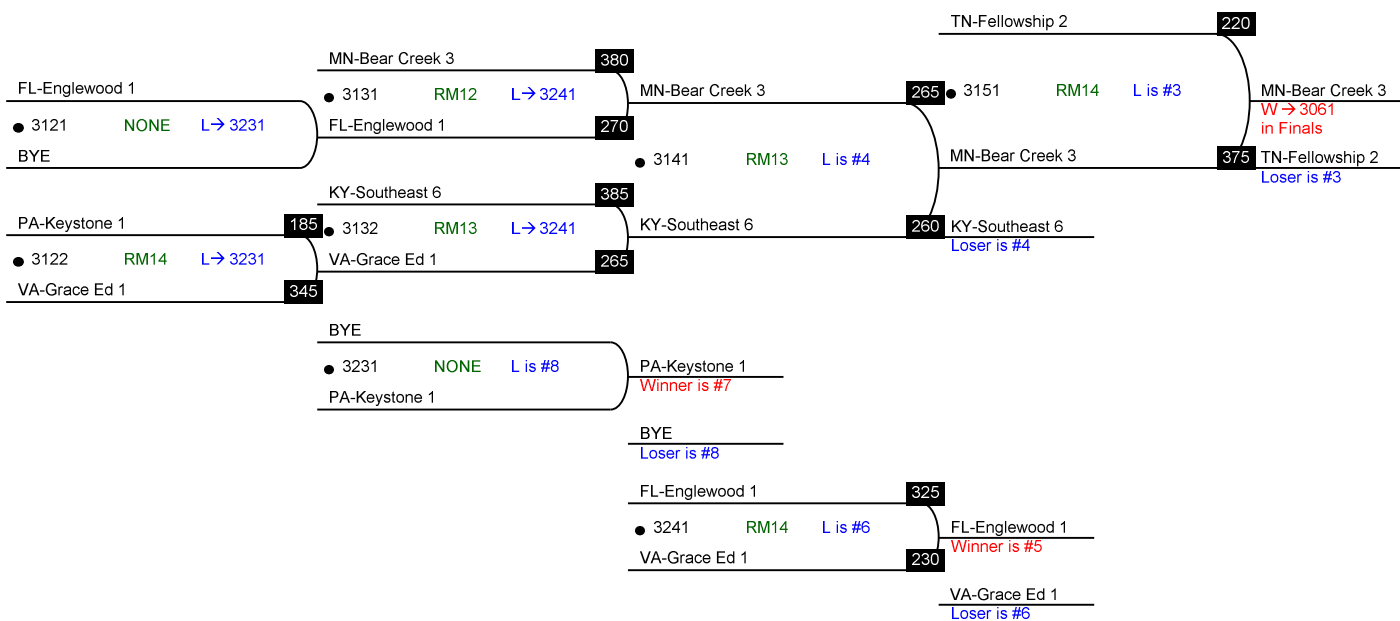 TN-Fellowship 2 220
MN-Bear Creek 3 380
FL-Englewood 1
MN-Bear Creek 3 265
● 3151 RM14 L is #3
MN-Bear Creek 3
● 3131 RM12 L→ 3241
W → 3061
in Finals
● 3121 NONE L→ 3231
FL-Englewood 1 270
BYE
● 3141 RM13 L is #4
MN-Bear Creek 3 375
TN-Fellowship 2
Loser is #3
KY-Southeast 6 385
PA-Keystone 1 185
● 3132 RM13 L→ 3241
KY-Southeast 6 260
KY-Southeast 6
Loser is #4
● 3122 RM14 L→ 3231
VA-Grace Ed 1 265
VA-Grace Ed 1 345
BYE
● 3231 NONE L is #8
PA-Keystone 1
Winner is #7
PA-Keystone 1
BYE
Loser is #8
FL-Englewood 1 325
● 3241 RM14 L is #6
FL-Englewood 1
Winner is #5
VA-Grace Ed 1 230
VA-Grace Ed 1
Loser is #6